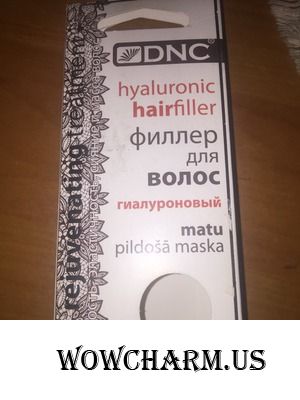 DNC
hyaluronic
hairfiller
филлер
для
волос
гиалуроновый
matu
pildošā maska
rejuvenating treatment
WOWCHARM.US